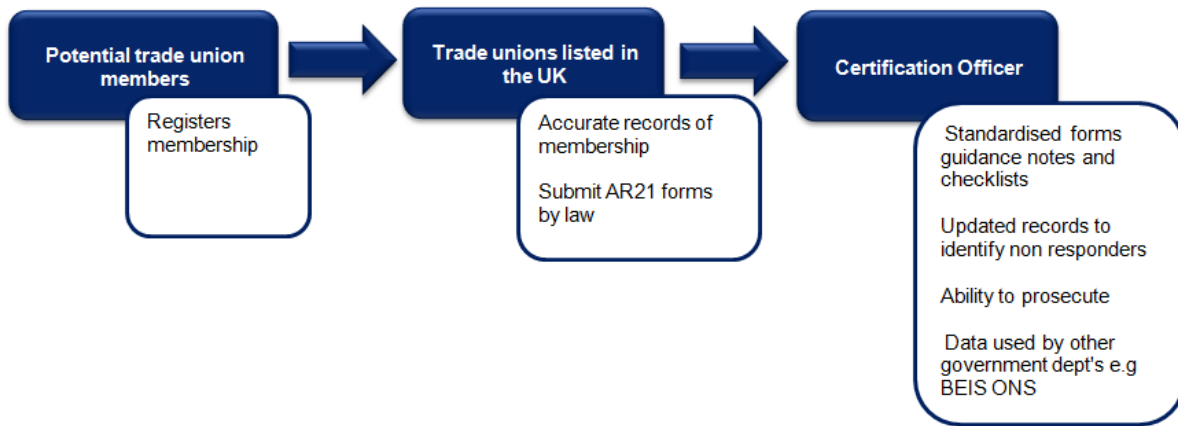 Potential trade union
members
Registers
membership
Trade unions listed in
the UK
Accurate records of
membership
Submit AR21 forms
by law
Certification Officer
Standardised forms
guidance notes and
checklists
Updated records to
identify non responders
Ability to prosecute
Data used by other
government dept's e.g
BEIS ONS